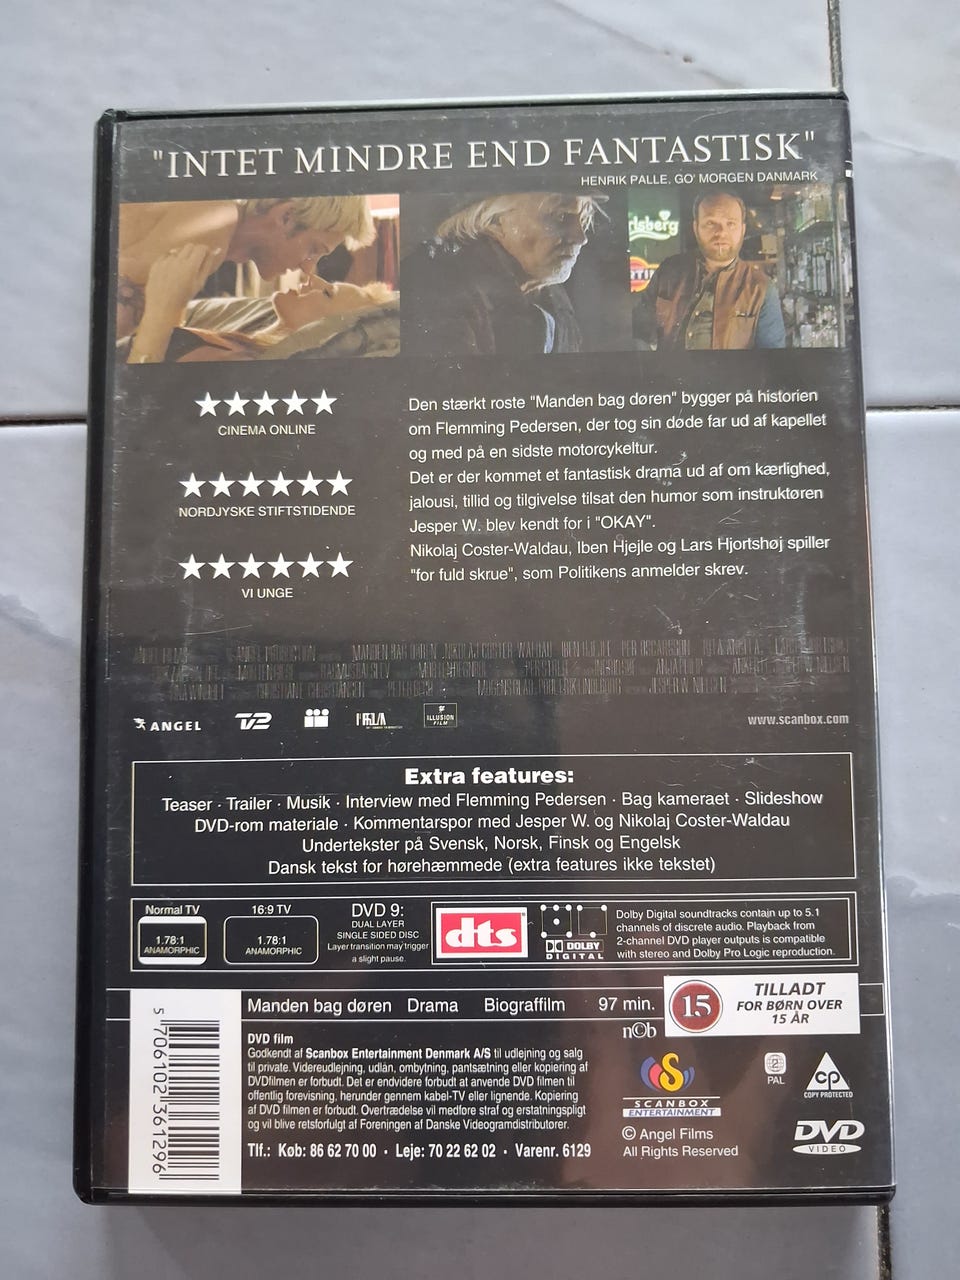 "INTET MINDRE END FANTASTISK"
HENRIK PALLE, GO' MORGEN DANMARK
rlsberg
CINEMA ONLINE
NORDJYSKE STIFTSTIDENDE
VI UNGE
Den stærkt roste "Manden bag døren" bygger på historien
om Flemming Pedersen, der tog sin døde far ud af kapellet
og med på en sidste motorcykeltur.
Det er der kommet et fantastisk drama ud af om kærlighed,
jalousi, tillid og tilgivelse tilsat den humor som instruktøren
Jesper W. blev kendt for i "OKAY".
Nikolaj Coster-Waldau, Iben Hjejle og Lars Hjortshøj spiller
"for fuld skrue", som Politikens anmelder skrev.
ANGEL
TV2
ILLUSION
FILM
www.scanbox.com
Extra features:
Teaser · Trailer · Musik · Interview med Flemming Pedersen · Bag kameraet · Slideshow
DVD-rom materiale · Kommentarspor med Jesper W. og Nikolaj Coster-Waldau
Undertekster på Svensk, Norsk, Finsk og Engelsk
Dansk tekst for hørehæmmede (extra features ikke tekstet)
Normal TV
1.78:1
ANAMORPHIC
16:9 TV
1.78:1
ANAMORPHIC
DVD 9:
DUAL LAYER
SINGLE SIDED DISC
Layer transition may trigger
a slight pause.
dts
DOLBY
DIGITAL
Dolby Digital soundtracks contain up to 5.1
channels of discrete audio. Playback from
2-channel DVD player outputs is compatible
with stereo and Dolby Pro Logic reproduction.
Manden bag døren Drama Biograffilm 97 min.
15
TILLADT
FOR BØRN OVER
15 ÅR
n©b
DVD film
Godkendt af Scanbox Entertainment Denmark A/S til udlejning og salg
til private. Videreudlejning, udlån, ombytning, pantsætning eller kopiering af
DVDfilmen er forbudt. Det er endvidere forbudt at anvende DVD filmen til
offentlig forevisning, herunder gennem kabel-TV eller lignende. Kopiering
af DVD filmen er forbudt. Overtrædelse vil medføre straf og erstatningspligt
og vil blive retsforfulgt af Foreningen af Danske Videogramdistributører.
Tlf.: Køb: 86 62 70 00 · Leje: 70 22 62 02 · Varenr. 6129
SCANBOX
ENTERTAINMENT
© Angel Films
All Rights Reserved
2
PAL
CP
COPY PROTECTED
DVD
VIDEO
5 706102 361296